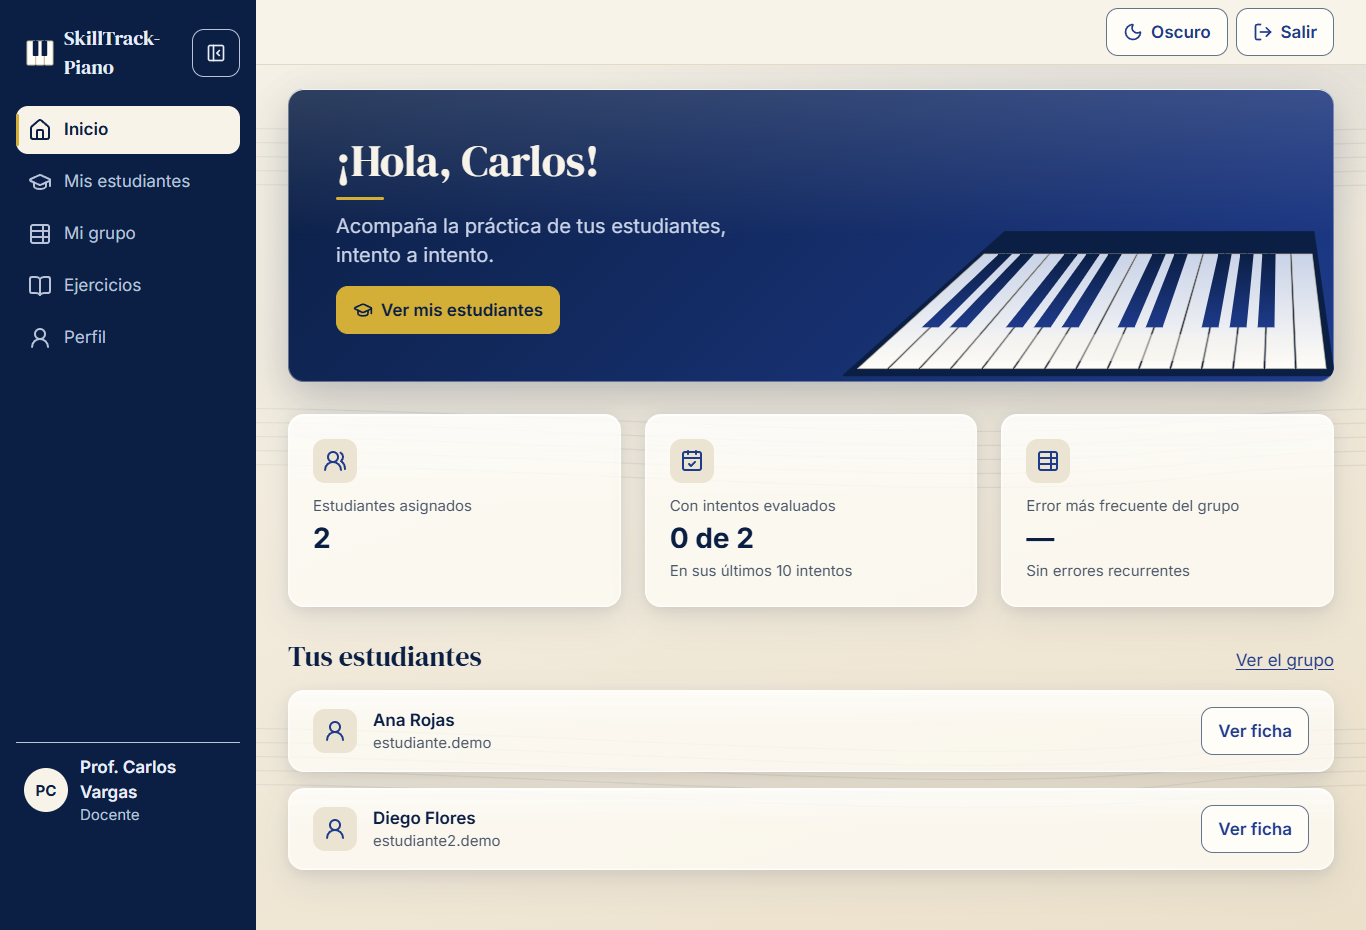 SkillTrack-
Piano
Oscuro
Salir
Inicio
Mis estudiantes
Mi grupo
Ejercicios
Perfil
Prof. Carlos
Vargas
PC
Docente
¡Hola, Carlos!
Acompaña la práctica de tus estudiantes,
intento a intento.
Ver mis estudiantes
Estudiantes asignados
2
Con intentos evaluados
0 de 2
En sus últimos 10 intentos
Error más frecuente del grupo
—
Sin errores recurrentes
Tus estudiantes
Ver el grupo
Ana Rojas
estudiante.demo
Ver ficha
Diego Flores
estudiante2.demo
Ver ficha